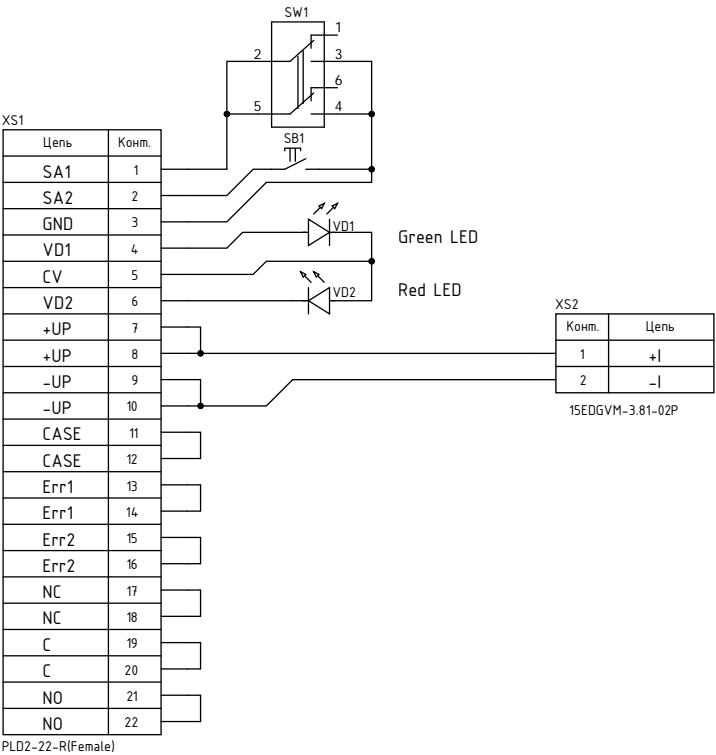 SW1
1
2
3
6
5
4
XS1
SB1
Цепь Конт.
SA1 1
SA2 2
GND 3
VD1 4
CV 5
VD2 6
+UP 7
+UP 8
-UP 9
-UP 10
CASE 11
CASE 12
Err1 13
Err1 14
Err2 15
Err2 16
NC 17
NC 18
C 19
C 20
NO 21
NO 22
PLD2-22-R(Female)
VD1
Green LED
VD2
Red LED
XS2
Конт. Цепь
1 +I
2 -I
15EDGVM-3.81-02P